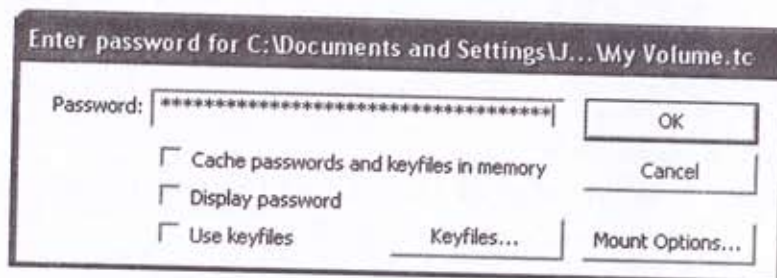 Enter password for C:\Documents and Settings\J...\My Volume.tc
Password: ************************************
OK
Cache passwords and keyfiles in memory
Cancel
Display password
Use keyfiles
Keyfiles...
Mount Options...